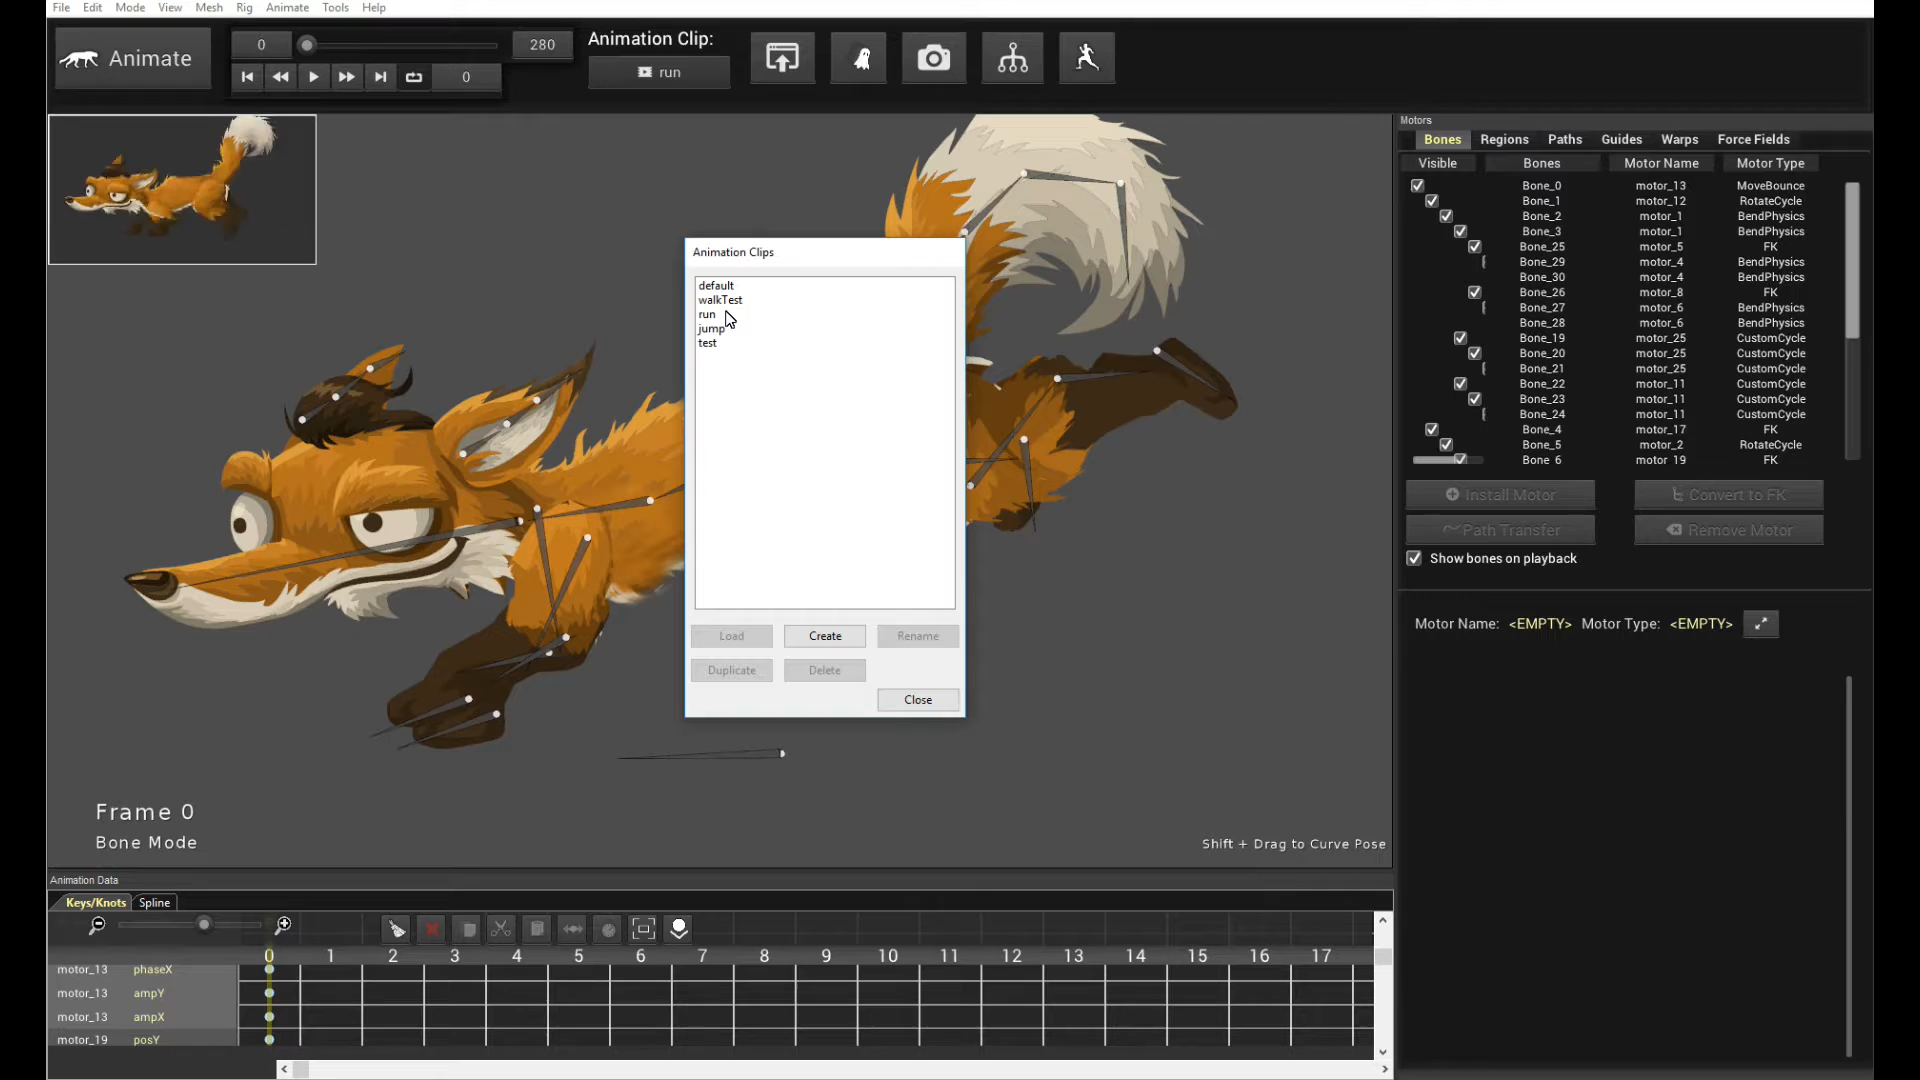 File Edit Mode View Mesh Rig Animate Tools Help
Animate
0
280
0
Animation Clip:
run
Animation Clips
default
walkTest
run
jump
test
Load Create Rename
Duplicate Delete
Close
Frame 0
Bone Mode
Shift + Drag to Curve Pose
Motors
Bones Regions Paths Guides Warps Force Fields
Visible Bones Motor Name Motor Type
Bone_0 motor_13 MoveBounce
Bone_1 motor_12 RotateCycle
Bone_2 motor_1 BendPhysics
Bone_3 motor_1 BendPhysics
Bone_25 motor_5 FK
Bone_29 motor_4 BendPhysics
Bone_30 motor_4 BendPhysics
Bone_26 motor_8 FK
Bone_27 motor_6 BendPhysics
Bone_28 motor_6 BendPhysics
Bone_19 motor_25 CustomCycle
Bone_20 motor_25 CustomCycle
Bone_21 motor_25 CustomCycle
Bone_22 motor_11 CustomCycle
Bone_23 motor_11 CustomCycle
Bone_24 motor_11 CustomCycle
Bone_4 motor_17 FK
Bone_5 motor_2 RotateCycle
Bone_6 motor_19 FK
Install Motor Convert to FK
Path Transfer Remove Motor
Show bones on playback
Motor Name: <EMPTY> Motor Type: <EMPTY>
Animation Data
Keys/Knots Spline
0 1 2 3 4 5 6 7 8 9 10 11 12 13 14 15 16 17
motor_13 phaseX
motor_13 ampY
motor_13 ampX
motor_19 posY